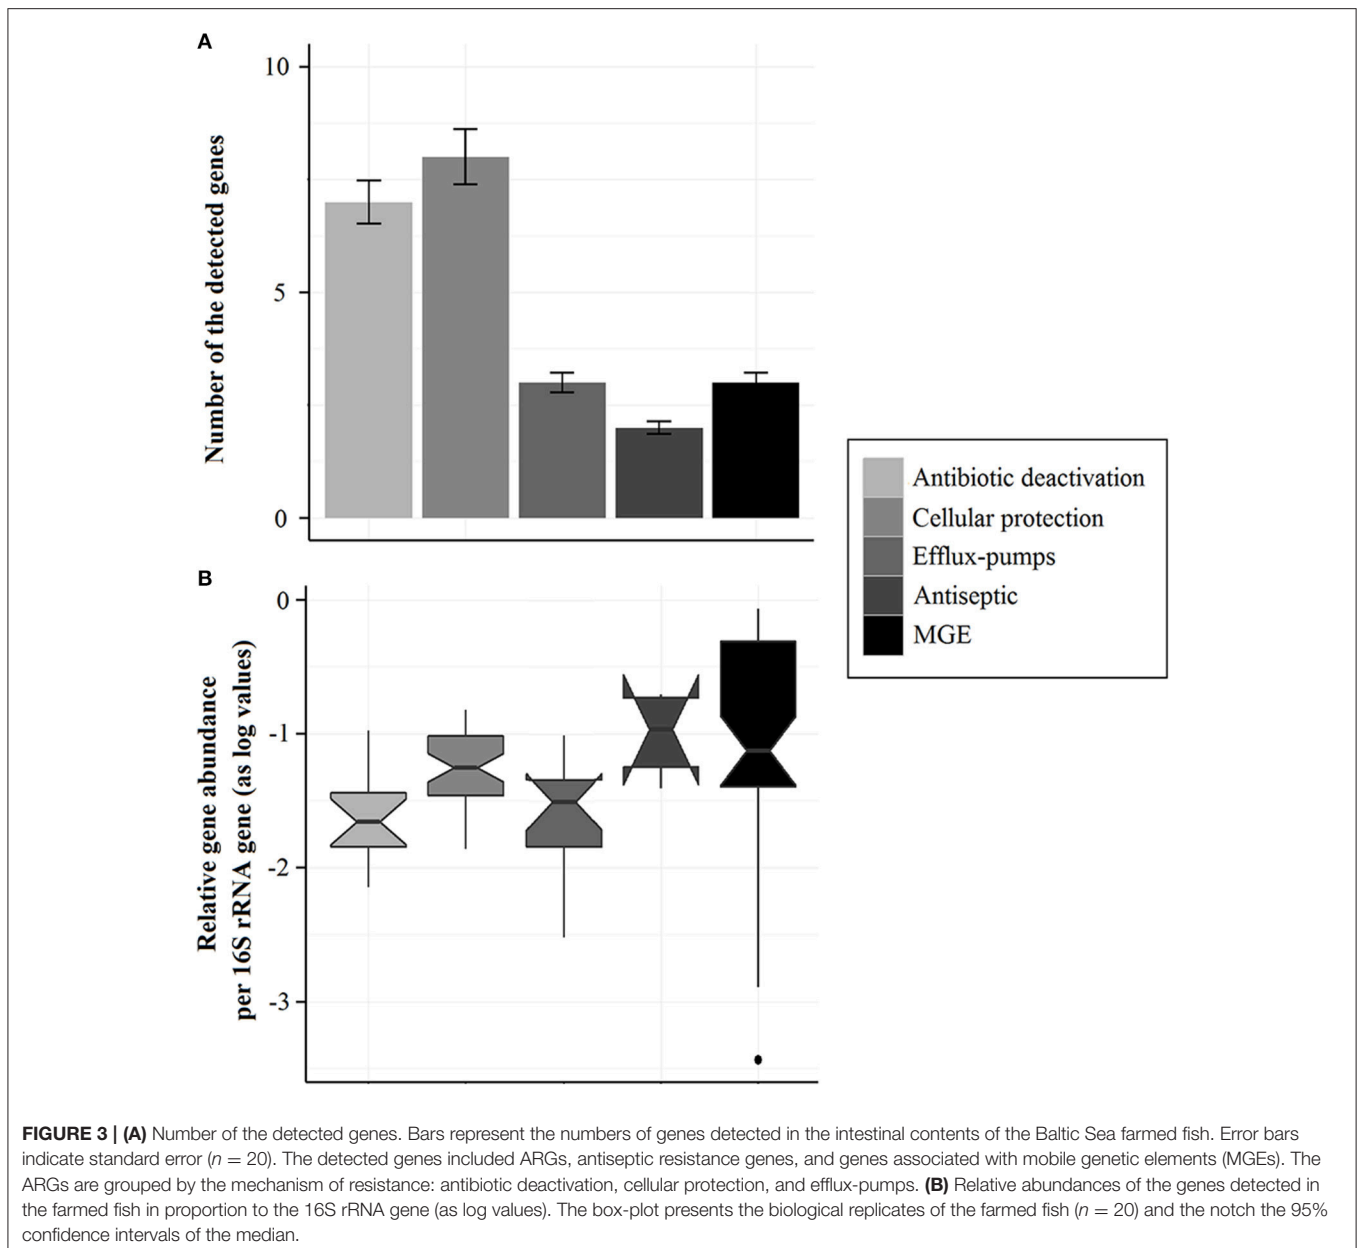 A
10
5
0
Number of the detected genes
Antibiotic deactivation
Cellular protection
Efflux-pumps
Antiseptic
MGE
B
0
-1
-2
-3
Relative gene abundance
per 16S rRNA gene (as log values)
FIGURE 3 | (A) Number of the detected genes. Bars represent the numbers of genes detected in the intestinal contents of the Baltic Sea farmed fish. Error bars
indicate standard error (n = 20). The detected genes included ARGs, antiseptic resistance genes, and genes associated with mobile genetic elements (MGEs). The
ARGs are grouped by the mechanism of resistance: antibiotic deactivation, cellular protection, and efflux-pumps. (B) Relative abundances of the genes detected in
the farmed fish in proportion to the 16S rRNA gene (as log values). The box-plot presents the biological replicates of the farmed fish (n = 20) and the notch the 95%
confidence intervals of the median.